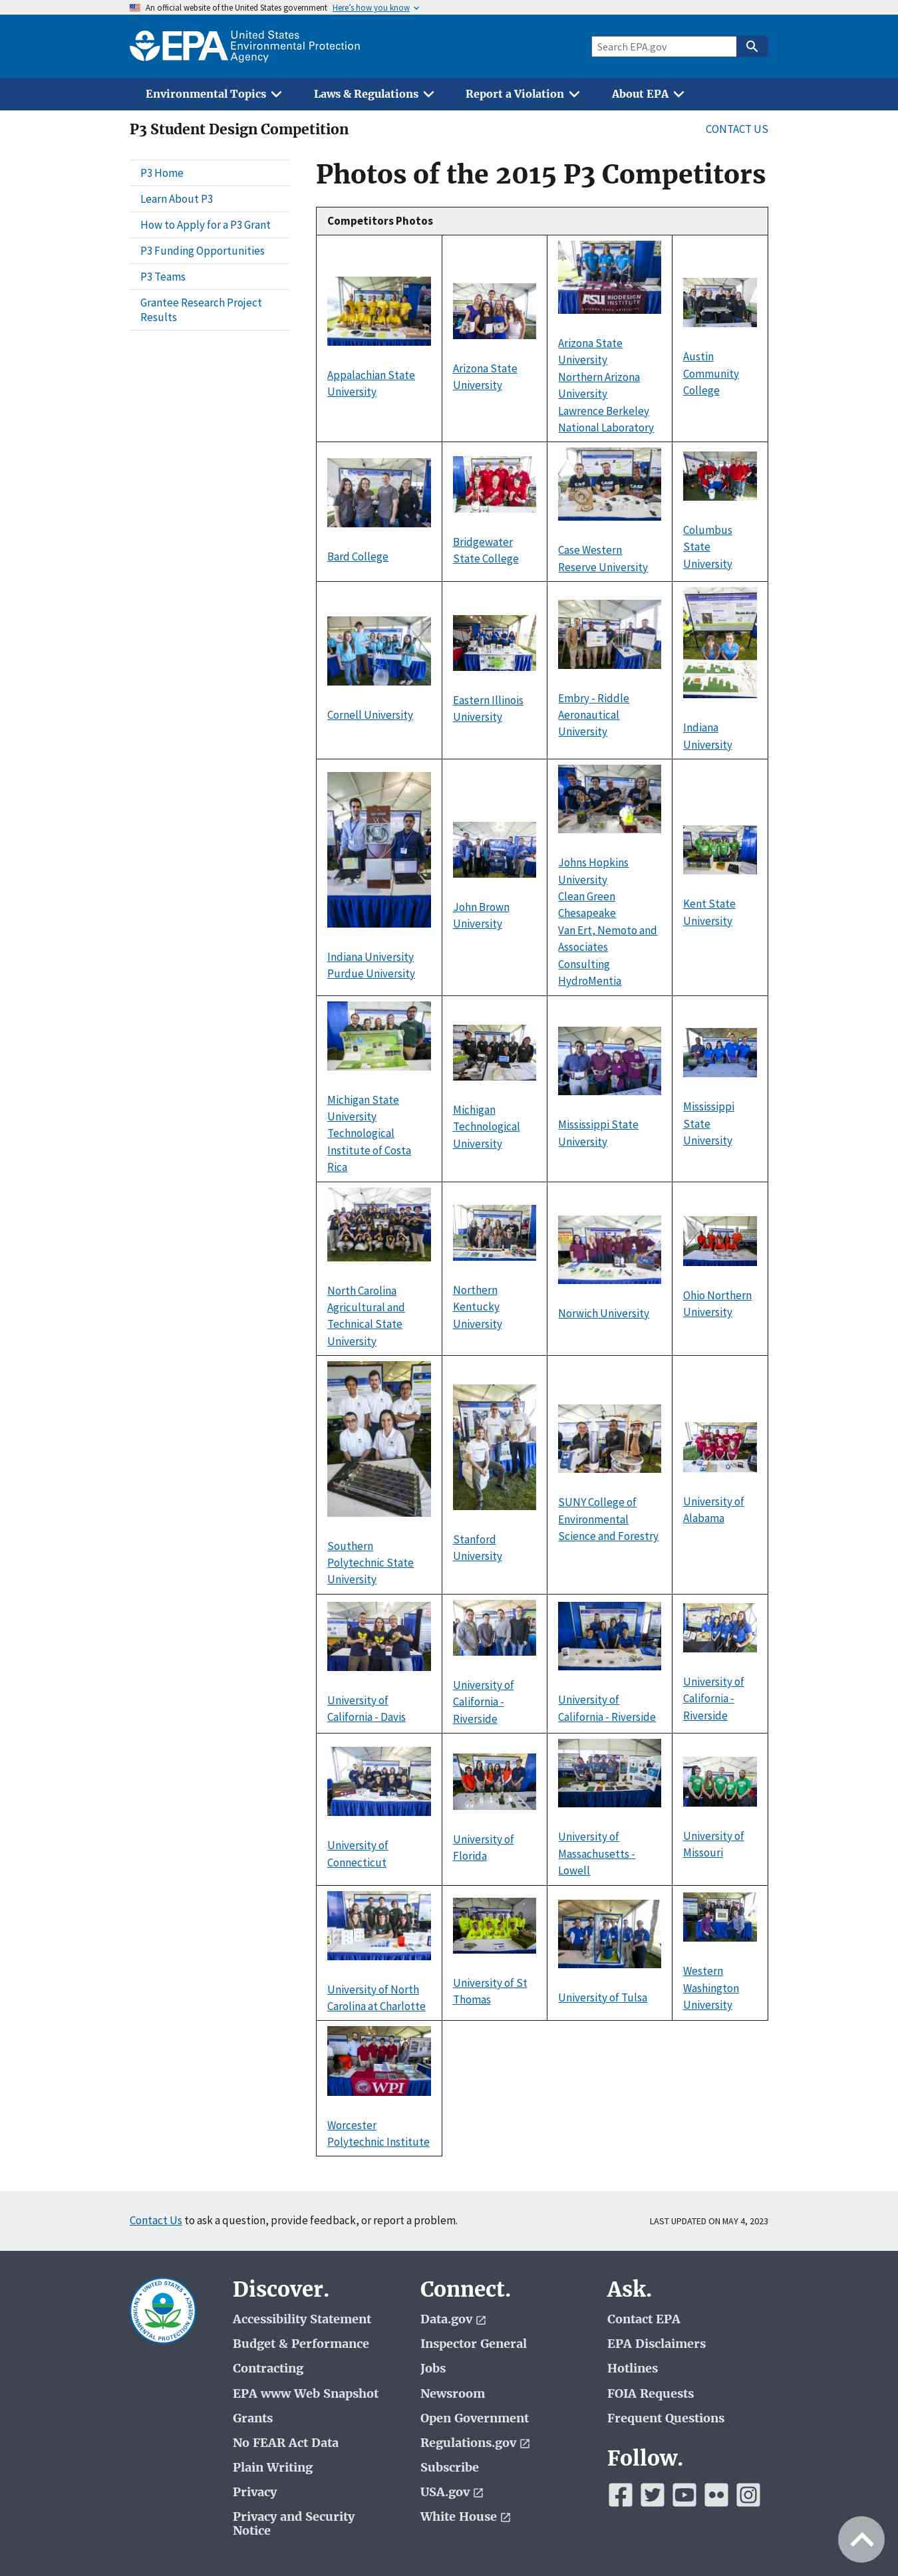 An official website of the United States government Here's how you know
EPA United States
Environmental Protection
Agency
Search EPA.gov
Environmental Topics Laws & Regulations Report a Violation About EPA
P3 Student Design Competition
CONTACT US
P3 Home
Learn About P3
How to Apply for a P3 Grant
P3 Funding Opportunities
P3 Teams
Grantee Research Project
Results
Photos of the 2015 P3 Competitors
Competitors Photos
Appalachian State
University
Arizona State
University
ASU BIODESIGN
INSTITUTE
ARIZONA STATE UNIVERSITY
Arizona State
University
Northern Arizona
University
Lawrence Berkeley
National Laboratory
Austin
Community
College
Bard College
Bridgewater
State College
Case Western
Reserve University
Columbus
State
University
Cornell University
Eastern Illinois
University
Embry - Riddle
Aeronautical
University
Indiana
University
Indiana University
Purdue University
John Brown
University
Johns Hopkins
University
Clean Green
Chesapeake
Van Ert, Nemoto and
Associates
Consulting
HydroMentia
Kent State
University
Michigan State
University
Technological
Institute of Costa
Rica
Michigan
Technological
University
Mississippi State
University
Mississippi
State
University
North Carolina
Agricultural and
Technical State
University
Northern
Kentucky
University
Norwich University
Ohio Northern
University
Southern
Polytechnic State
University
Stanford
University
SUNY College of
Environmental
Science and Forestry
University of
Alabama
University of
California - Davis
University of
California -
Riverside
University of
California - Riverside
University of
California -
Riverside
University of
Connecticut
University of
Florida
University of
Massachusetts -
Lowell
University of
Missouri
University of North
Carolina at Charlotte
University of St
Thomas
University of Tulsa
Western
Washington
University
WPI
Worcester
Polytechnic Institute
Contact Us to ask a question, provide feedback, or report a problem.
LAST UPDATED ON MAY 4, 2023
UNITED STATES ENVIRONMENTAL PROTECTION AGENCY
Discover.
Accessibility Statement
Budget & Performance
Contracting
EPA www Web Snapshot
Grants
No FEAR Act Data
Plain Writing
Privacy
Privacy and Security
Notice
Connect.
Data.gov
Inspector General
Jobs
Newsroom
Open Government
Regulations.gov
Subscribe
USA.gov
White House
Ask.
Contact EPA
EPA Disclaimers
Hotlines
FOIA Requests
Frequent Questions
Follow.